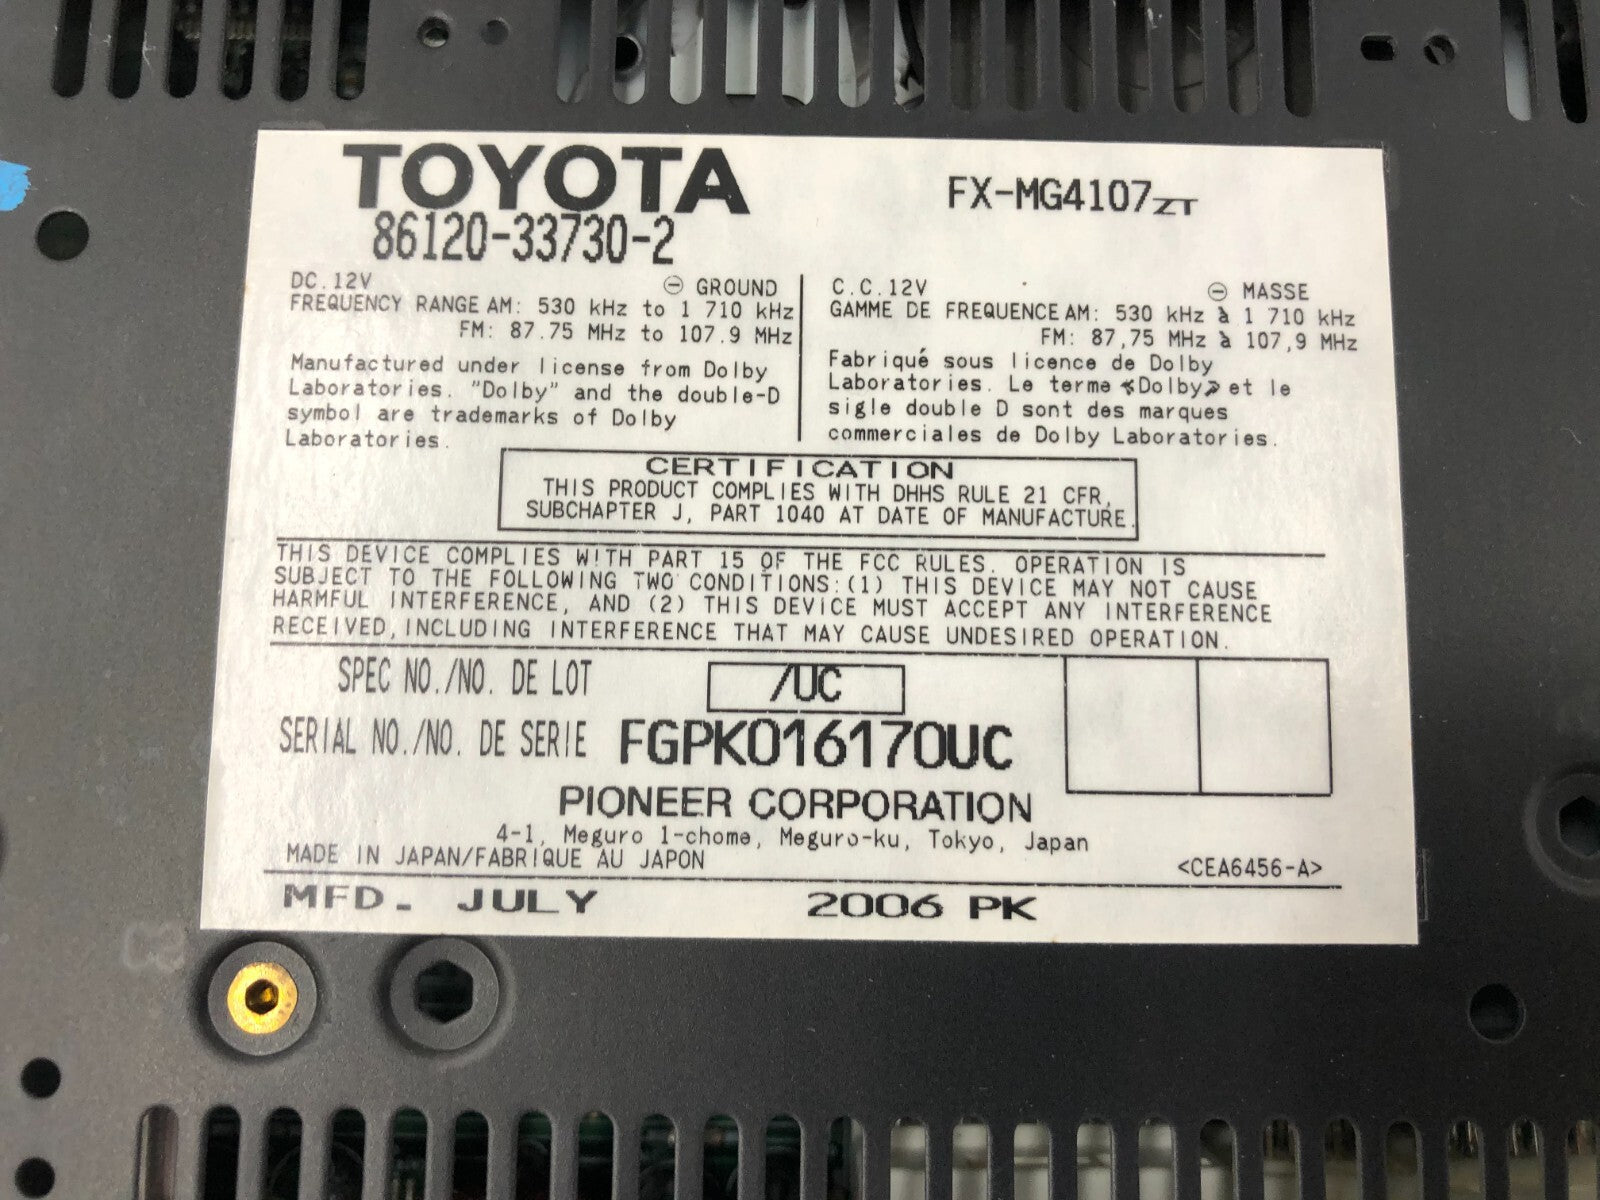 TOYOTA
86120-33730-2
FX-MG4107ZT
DC.12V ⊖ GROUND
FREQUENCY RANGE AM: 530 kHz to 1 710 kHz
FM: 87.75 MHz to 107.9 MHz
Manufactured under license from Dolby
Laboratories. "Dolby" and the double-D
symbol are trademarks of Dolby
Laboratories.
C.C.12V ⊖ MASSE
GAMME DE FREQUENCE AM: 530 kHz à 1 710 kHz
FM: 87,75 MHz à 107,9 MHz
Fabriqué sous licence de Dolby
Laboratories. Le terme «Dolby» et le
sigle double D sont des marques
commerciales de Dolby Laboratories.
CERTIFICATION
THIS PRODUCT COMPLIES WITH DHHS RULE 21 CFR,
SUBCHAPTER J, PART 1040 AT DATE OF MANUFACTURE.
THIS DEVICE COMPLIES WITH PART 15 OF THE FCC RULES. OPERATION IS
SUBJECT TO THE FOLLOWING TWO CONDITIONS:(1) THIS DEVICE MAY NOT CAUSE
HARMFUL INTERFERENCE, AND (2) THIS DEVICE MUST ACCEPT ANY INTERFERENCE
RECEIVED,INCLUDING INTERFERENCE THAT MAY CAUSE UNDESIRED OPERATION.
SPEC NO./NO. DE LOT /UC
SERIAL NO./NO. DE SERIE FGPK016170UC
PIONEER CORPORATION
4-1, Meguro 1-chome, Meguro-ku, Tokyo, Japan
MADE IN JAPAN/FABRIQUE AU JAPON <CEA6456-A>
MFD. JULY 2006 PK